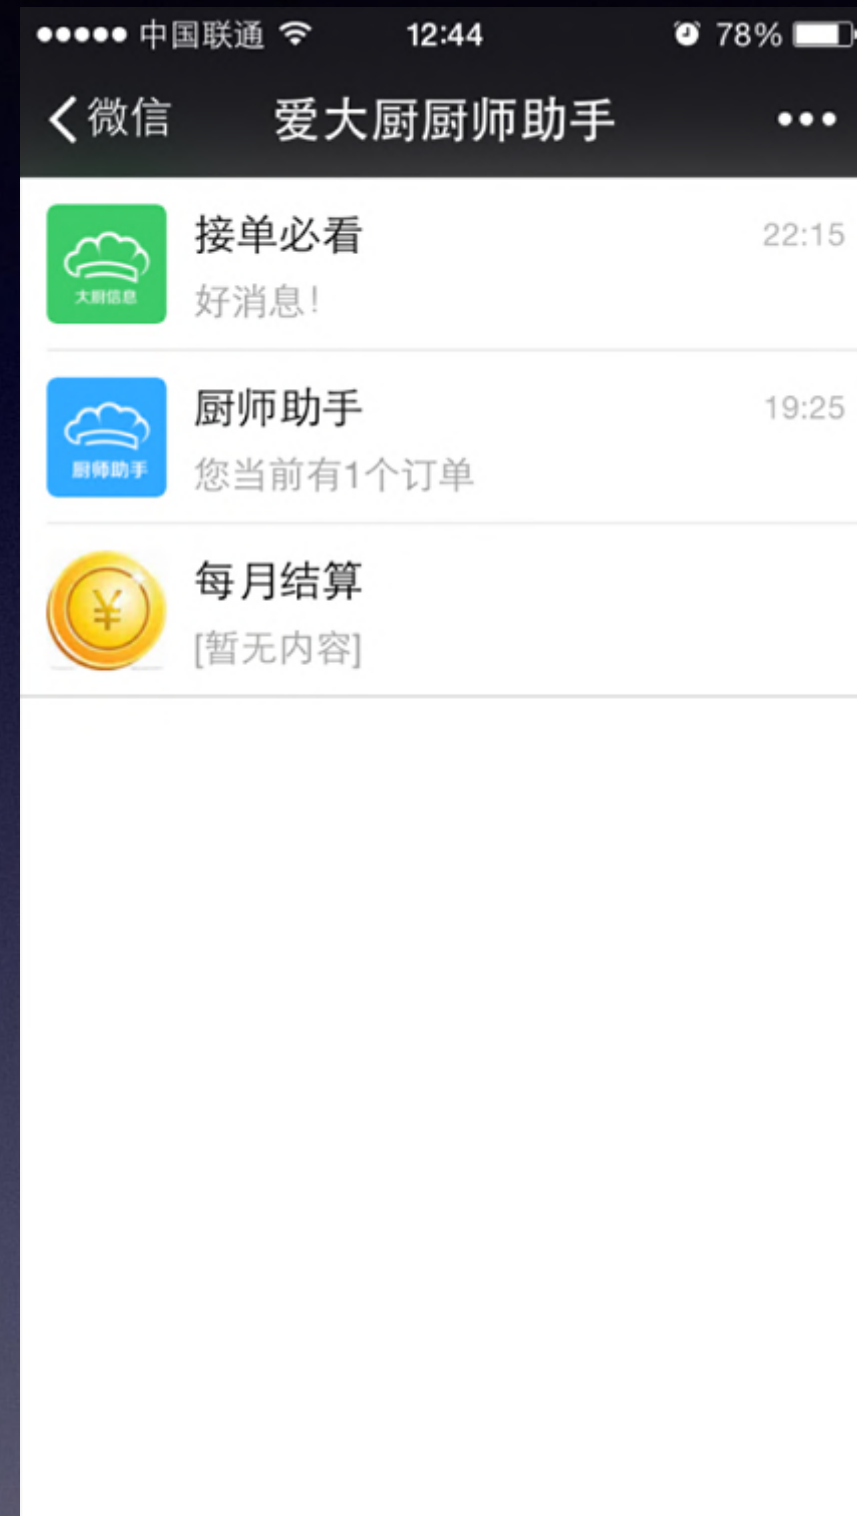 ●●●●● 中国联通 12:44 78%
微信 爱大厨厨师助手 •••
接单必看 22:15
大厨信息
好消息！
厨师助手 19:25
厨师助手
您当前有1个订单
每月结算
¥
[暂无内容]